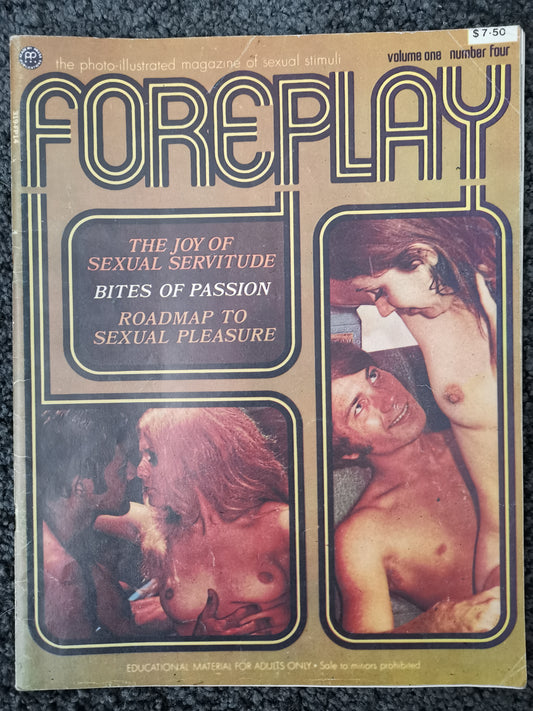 $7.50
the photo-illustrated magazine of sexual stimuli
volume one number four
FOREPLAY
THE JOY OF
SEXUAL SERVITUDE
BITES OF PASSION
ROADMAP TO
SEXUAL PLEASURE
EDUCATIONAL MATERIAL FOR ADULTS ONLY • Sale to minors prohibited